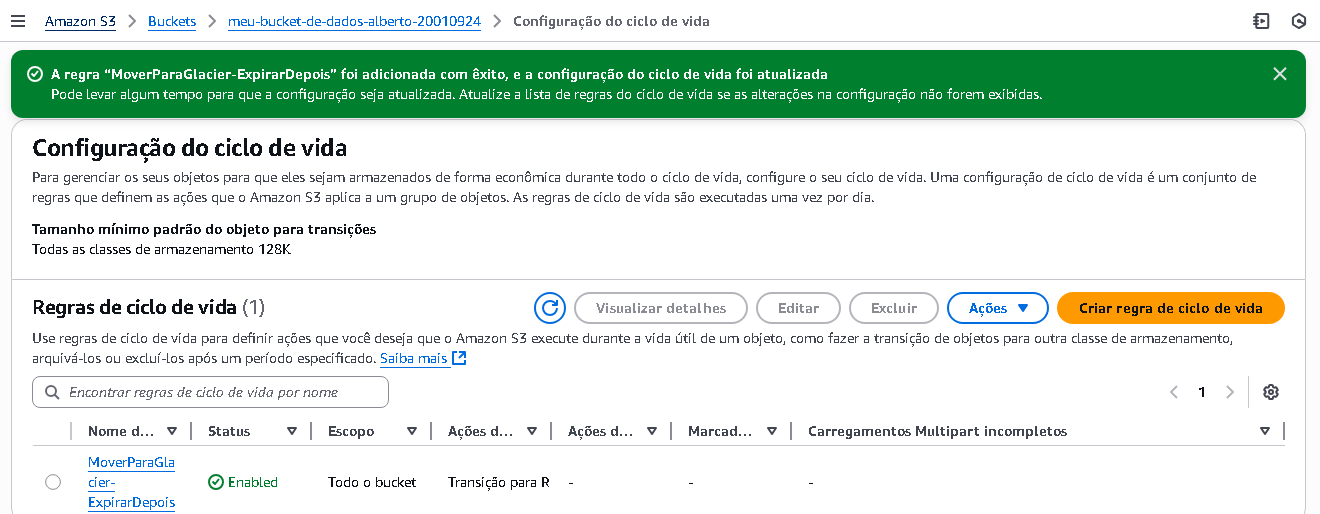 Amazon S3 > Buckets > meu-bucket-de-dados-alberto-20010924 > Configuração do ciclo de vida
A regra “MoverParaGlacier-ExpirarDepois” foi adicionada com êxito, e a configuração do ciclo de vida foi atualizada
Pode levar algum tempo para que a configuração seja atualizada. Atualize a lista de regras do ciclo de vida se as alterações na configuração não forem exibidas.
Configuração do ciclo de vida
Para gerenciar os seus objetos para que eles sejam armazenados de forma econômica durante todo o ciclo de vida, configure o seu ciclo de vida. Uma configuração de ciclo de vida é um conjunto de
regras que definem as ações que o Amazon S3 aplica a um grupo de objetos. As regras de ciclo de vida são executadas uma vez por dia.
Tamanho mínimo padrão do objeto para transições
Todas as classes de armazenamento 128K
Regras de ciclo de vida (1)
Visualizar detalhes
Editar
Excluir
Ações
Criar regra de ciclo de vida
Use regras de ciclo de vida para definir ações que você deseja que o Amazon S3 execute durante a vida útil de um objeto, como fazer a transição de objetos para outra classe de armazenamento,
arquivá-los ou excluí-los após um período especificado. Saiba mais
Encontrar regras de ciclo de vida por nome
1
Nome d... Status Escopo Ações d... Ações d... Marcad... Carregamentos Multipart incompletos
MoverParaGla
cier-
ExpirarDepois
Enabled
Todo o bucket
Transição para R
-
-
-